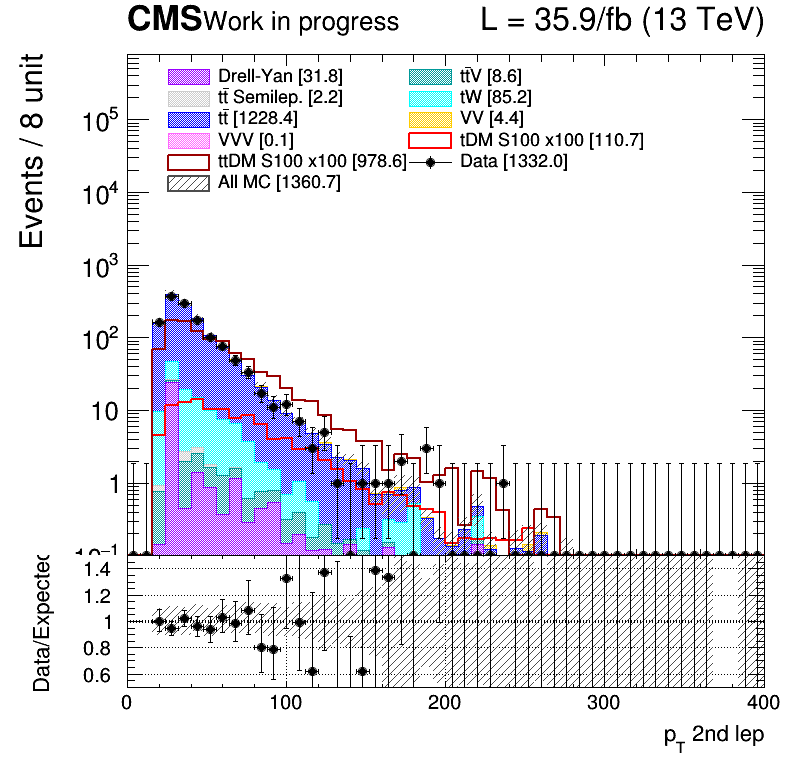 CMS Work in progress L = 35.9/fb (13 TeV)
Events / 8 unit
Drell-Yan [31.8] tt̄V [8.6]
tt̄ Semilep. [2.2] tW [85.2]
tt̄ [1228.4] VV [4.4]
VVV [0.1] tDM S100 x100 [110.7]
ttDM S100 x100 [978.6] Data [1332.0]
All MC [1360.7]
10⁵
10⁴
10³
10²
10
1
10⁻¹
Data/Expected
1.4
1.2
1
0.8
0.6
0 100 200 300 400
p_T 2nd lep